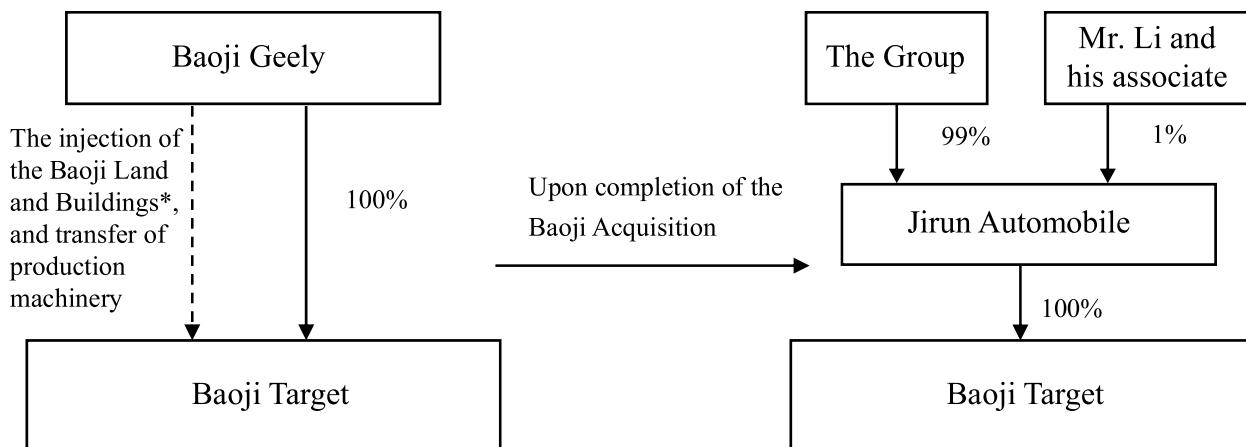 Baoji Geely
The injection of
the Baoji Land
and Buildings*,
and transfer of
production
machinery
100%
Baoji Target
Upon completion of the
Baoji Acquisition
The Group
Mr. Li and
his associate
99%
1%
Jirun Automobile
100%
Baoji Target